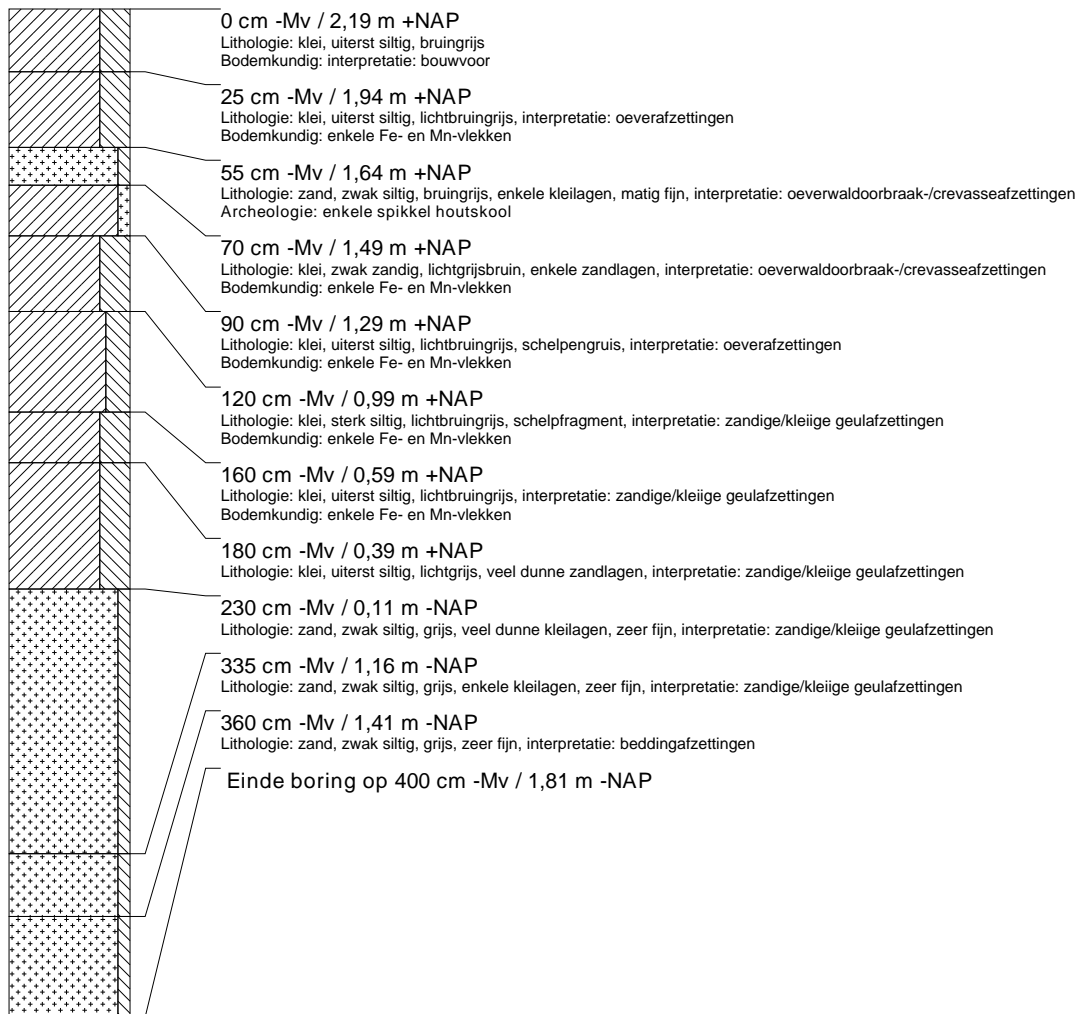 0 cm -Mv / 2,19 m +NAP
Lithologie: klei, uiterst siltig, bruingrijs
Bodemkundig: interpretatie: bouwvoor
25 cm -Mv / 1,94 m +NAP
Lithologie: klei, uiterst siltig, lichtbruingrijs, interpretatie: oeverafzettingen
Bodemkundig: enkele Fe- en Mn-vlekken
55 cm -Mv / 1,64 m +NAP
Lithologie: zand, zwak siltig, bruingrijs, enkele kleilagen, matig fijn, interpretatie: oeverwaldoorbraak-/crevasseafzettingen
Archeologie: enkele spikkel houtskool
70 cm -Mv / 1,49 m +NAP
Lithologie: klei, zwak zandig, lichtgrijsbruin, enkele zandlagen, interpretatie: oeverwaldoorbraak-/crevasseafzettingen
Bodemkundig: enkele Fe- en Mn-vlekken
90 cm -Mv / 1,29 m +NAP
Lithologie: klei, uiterst siltig, lichtbruingrijs, schelpengruis, interpretatie: oeverafzettingen
Bodemkundig: enkele Fe- en Mn-vlekken
120 cm -Mv / 0,99 m +NAP
Lithologie: klei, sterk siltig, lichtbruingrijs, schelpfragment, interpretatie: zandige/kleiige geulafzettingen
Bodemkundig: enkele Fe- en Mn-vlekken
160 cm -Mv / 0,59 m +NAP
Lithologie: klei, uiterst siltig, lichtbruingrijs, interpretatie: zandige/kleiige geulafzettingen
Bodemkundig: enkele Fe- en Mn-vlekken
180 cm -Mv / 0,39 m +NAP
Lithologie: klei, uiterst siltig, lichtgrijs, veel dunne zandlagen, interpretatie: zandige/kleiige geulafzettingen
230 cm -Mv / 0,11 m -NAP
Lithologie: zand, zwak siltig, grijs, veel dunne kleilagen, zeer fijn, interpretatie: zandige/kleiige geulafzettingen
335 cm -Mv / 1,16 m -NAP
Lithologie: zand, zwak siltig, grijs, enkele kleilagen, zeer fijn, interpretatie: zandige/kleiige geulafzettingen
360 cm -Mv / 1,41 m -NAP
Lithologie: zand, zwak siltig, grijs, zeer fijn, interpretatie: beddingafzettingen
Einde boring op 400 cm -Mv / 1,81 m -NAP